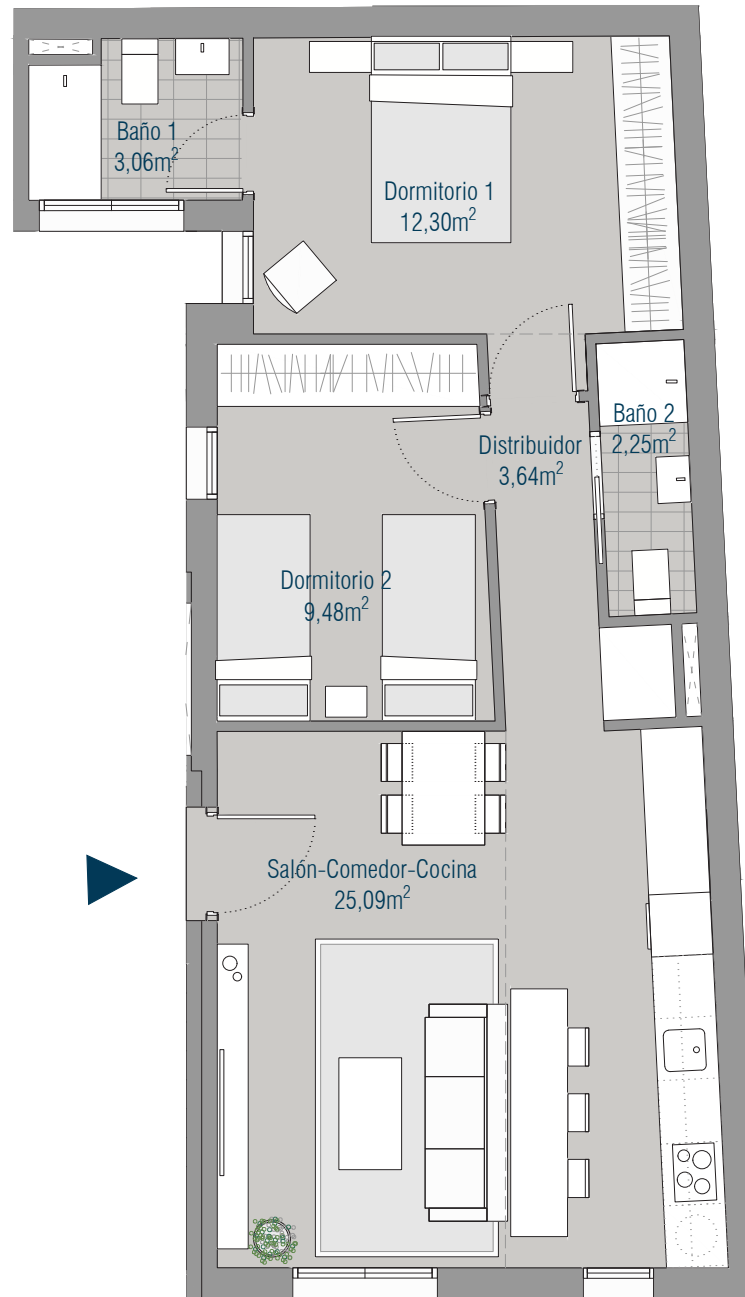 Baño 1
3,06m²
Dormitorio 1
12,30m²
Baño 2
2,25m²
Distribuidor
3,64m²
Dormitorio 2
9,48m²
Salón-Comedor-Cocina
25,09m²